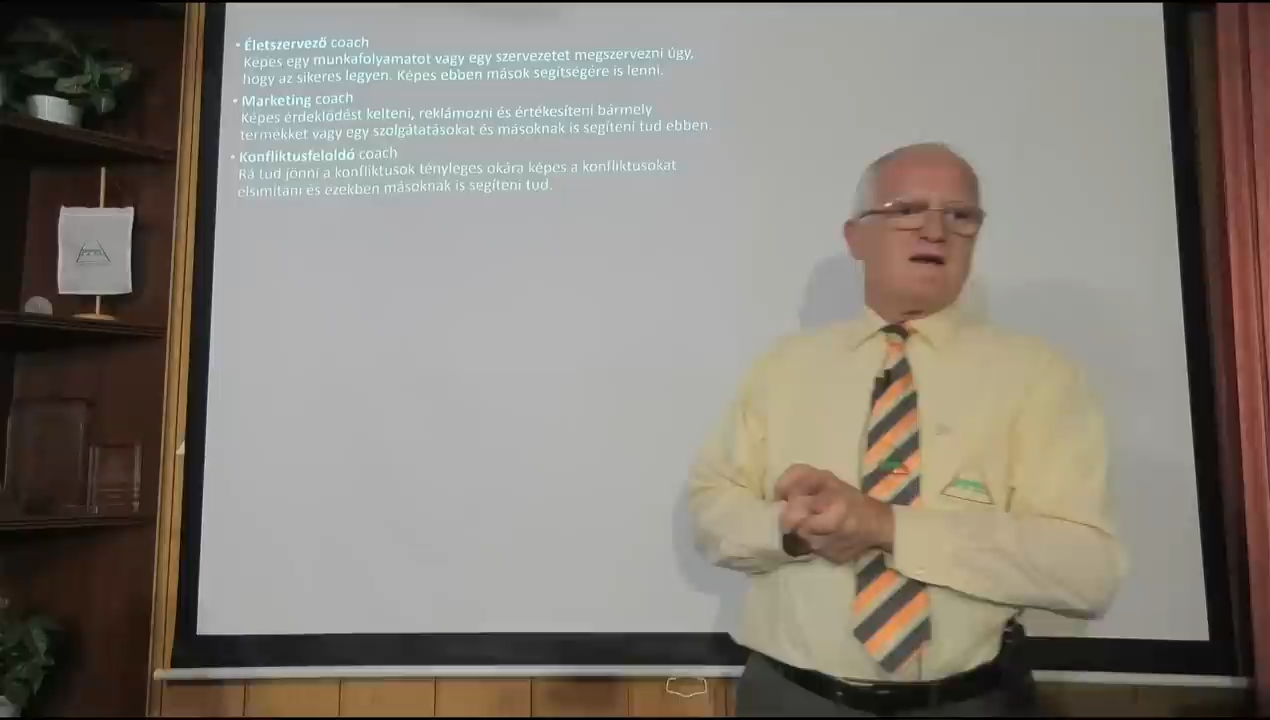 • Életszervező coach
Képes egy munkafolyamatot vagy egy szervezetet megszervezni úgy,
hogy az sikeres legyen. Képes ebben mások segítségére is lenni.
• Marketing coach
Képes érdeklődést kelteni, reklámozni és értékesíteni bármely
termékket vagy egy szolgátatásokat és másoknak is segíteni tud ebben.
• Konfliktusfeloldó coach
Rá tud jönni a konfliktusok tényleges okára képes a konfliktusokat
elsimítani és ezekben másoknak is segíteni tud.